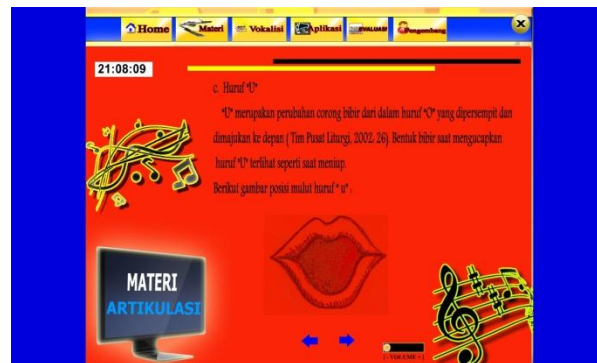 Home Materi Vokalisi Aplikasi EVALUASI Pengembang
21:08:09
c. Huruf "U"
"U" merupakan perubahan corong bibir dari dalam huruf "O" yang dipersempit dan
dimajukan ke depan ( Tim Pusat Liturgi, 2002: 26). Bentuk bibir saat mengucapkan
huruf "U" terlihat seperti saat meniup.
Berikut gambar posisi mulut huruf " u" :
MATERI
ARTIKULASI
[ - VOLUME + ]